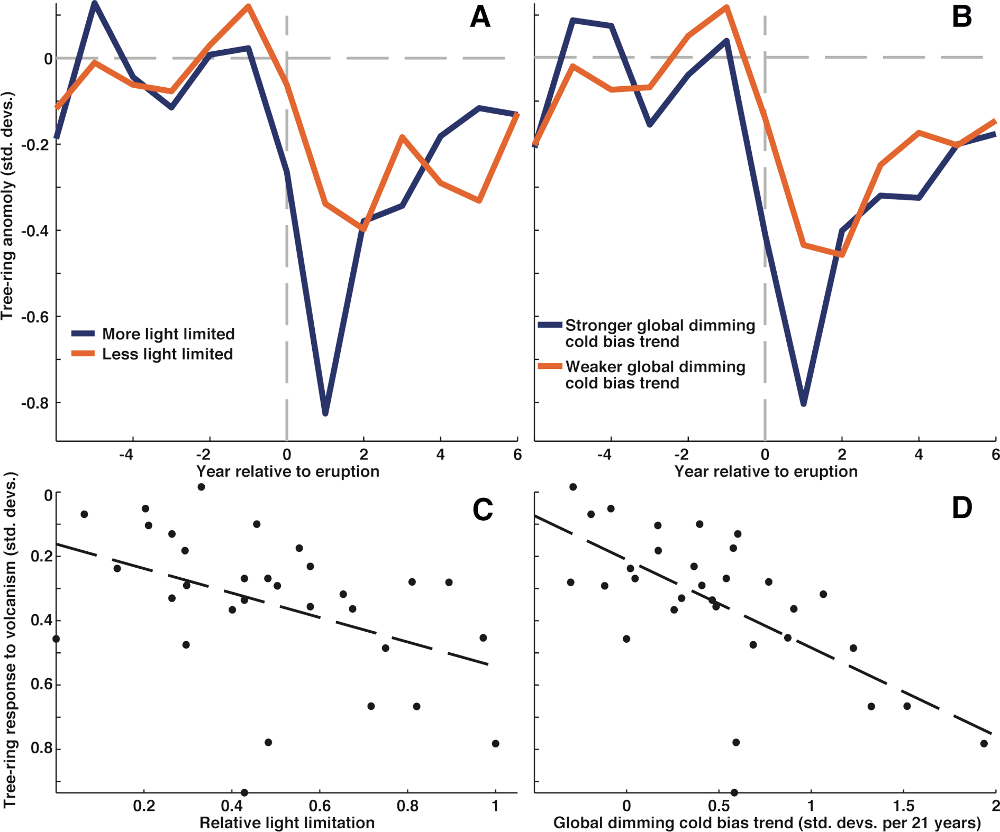 A
B
0
-0.2
-0.4
-0.6
-0.8
Tree-ring anomoly (std. devs.)
More light limited
Less light limited
Stronger global dimming
cold bias trend
Weaker global dimming
cold bias trend
-4 -2 0 2 4 6
Year relative to eruption
-4 -2 0 2 4 6
Year relative to eruption
C
D
0
0.2
0.4
0.6
0.8
Tree-ring response to volcanism (std. devs.)
0.2 0.4 0.6 0.8 1
Relative light limitation
0 0.5 1 1.5 2
Global dimming cold bias trend (std. devs. per 21 years)